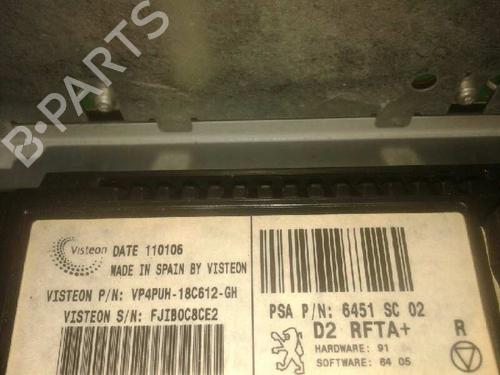 B-PARTS
Visteon
DATE 110106
MADE IN SPAIN BY VISTEON
VISTEON P/N: VP4PUH-18C612-GH
VISTEON S/N: FJIB0C8CE2
PSA P/N: 6451 SC 02
D2 RFTA+ R
HARDWARE: 91
SOFTWARE: 64 05